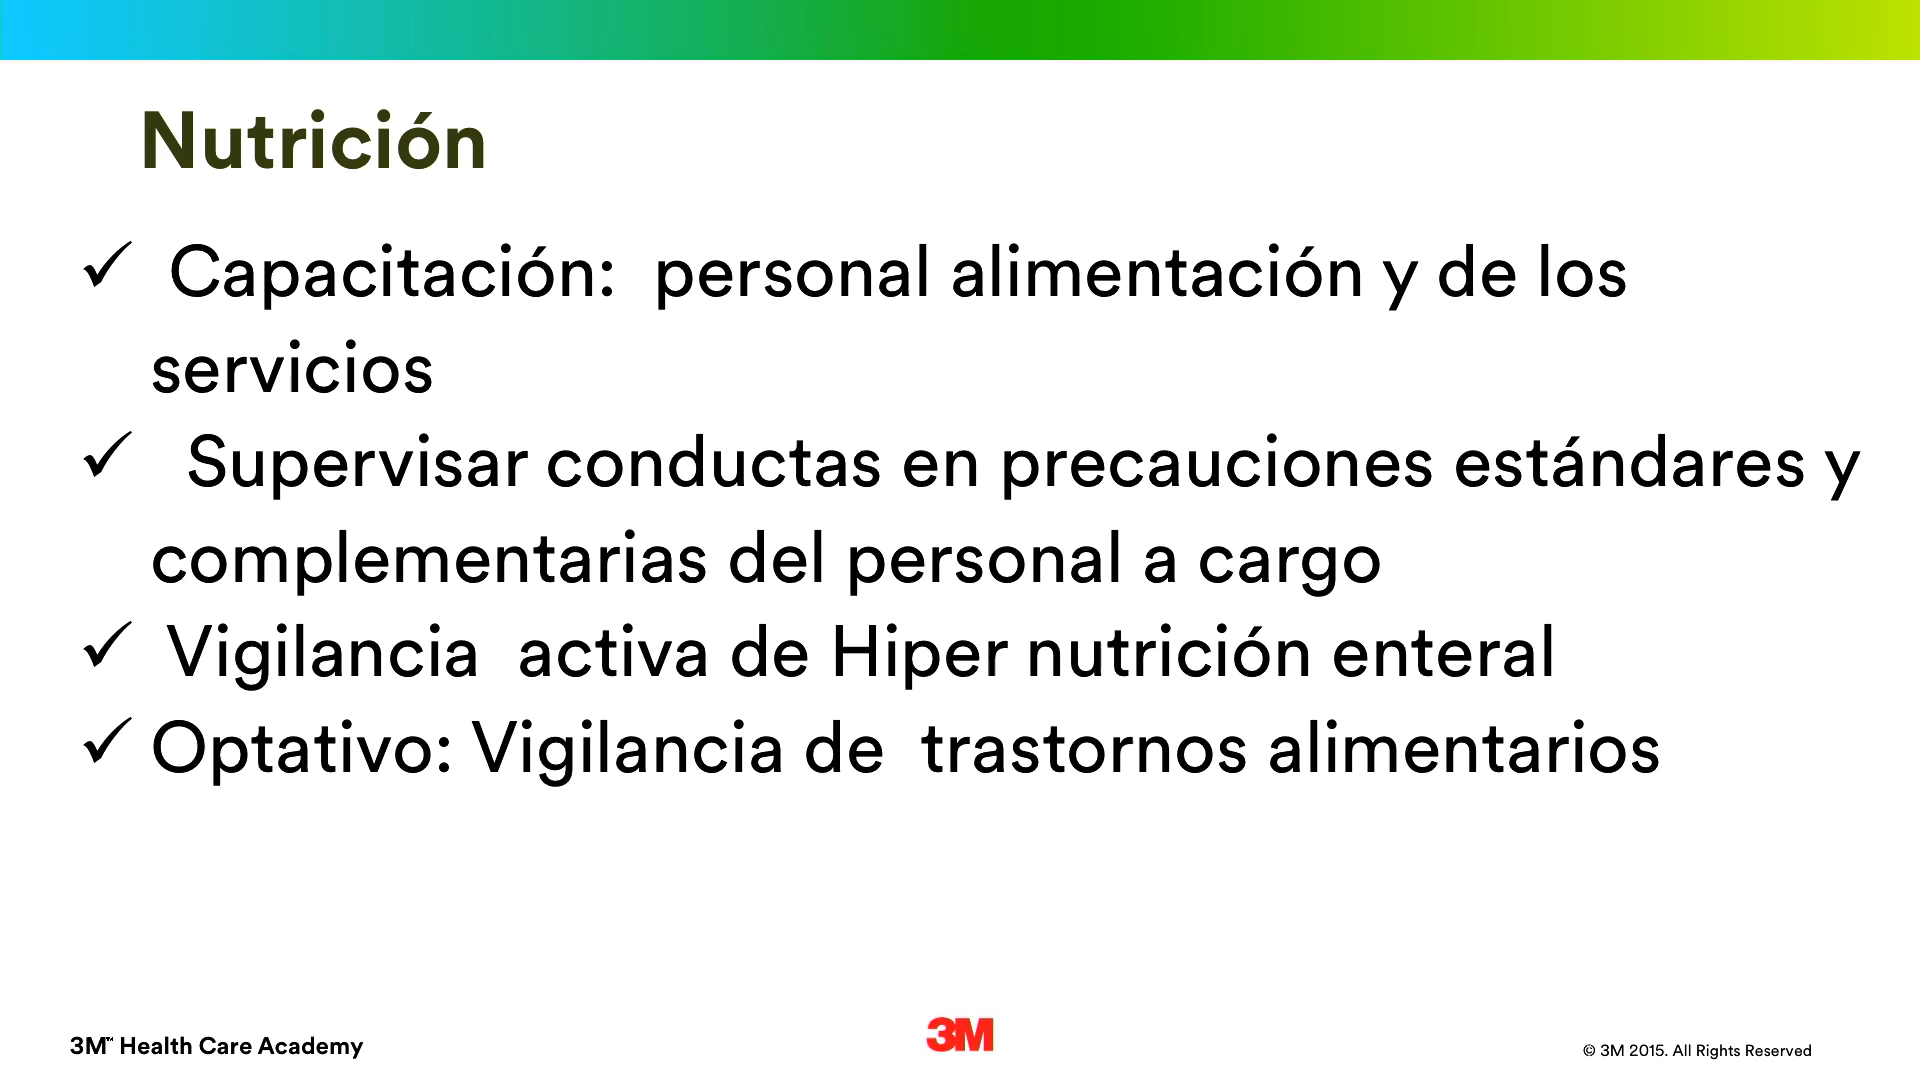 Nutrición
✓ Capacitación: personal alimentación y de los
servicios
✓ Supervisar conductas en precauciones estándares y
complementarias del personal a cargo
✓ Vigilancia activa de Hiper nutrición enteral
✓ Optativo: Vigilancia de trastornos alimentarios
3M™ Health Care Academy
3M
© 3M 2015. All Rights Reserved